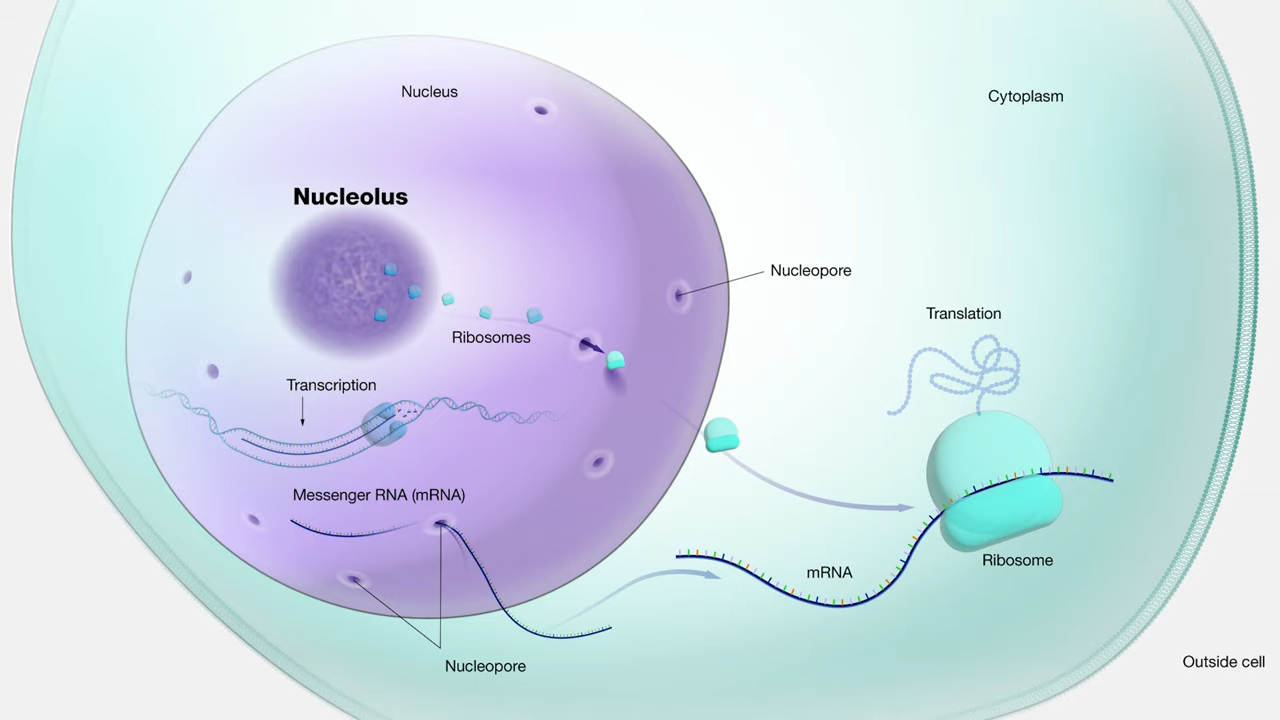 Nucleus
Cytoplasm
Nucleolus
Nucleopore
Translation
Ribosomes
Transcription
Messenger RNA (mRNA)
Ribosome
mRNA
Nucleopore
Outside cell